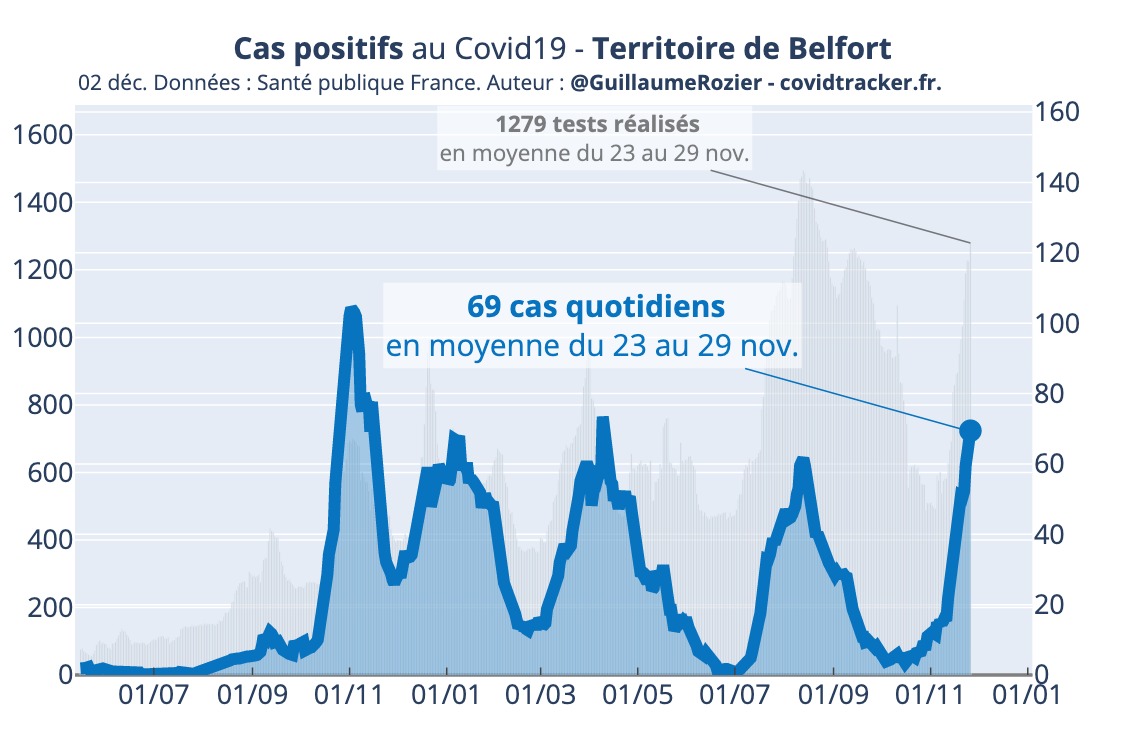 Cas positifs au Covid19 - Territoire de Belfort
02 déc. Données : Santé publique France. Auteur : @GuillaumeRozier - covidtracker.fr.
1279 tests réalisés
en moyenne du 23 au 29 nov.
69 cas quotidiens
en moyenne du 23 au 29 nov.
1600
1400
1200
1000
800
600
400
200
0
160
140
120
100
80
60
40
20
0
01/07 01/09 01/11 01/01 01/03 01/05 01/07 01/09 01/11 01/01